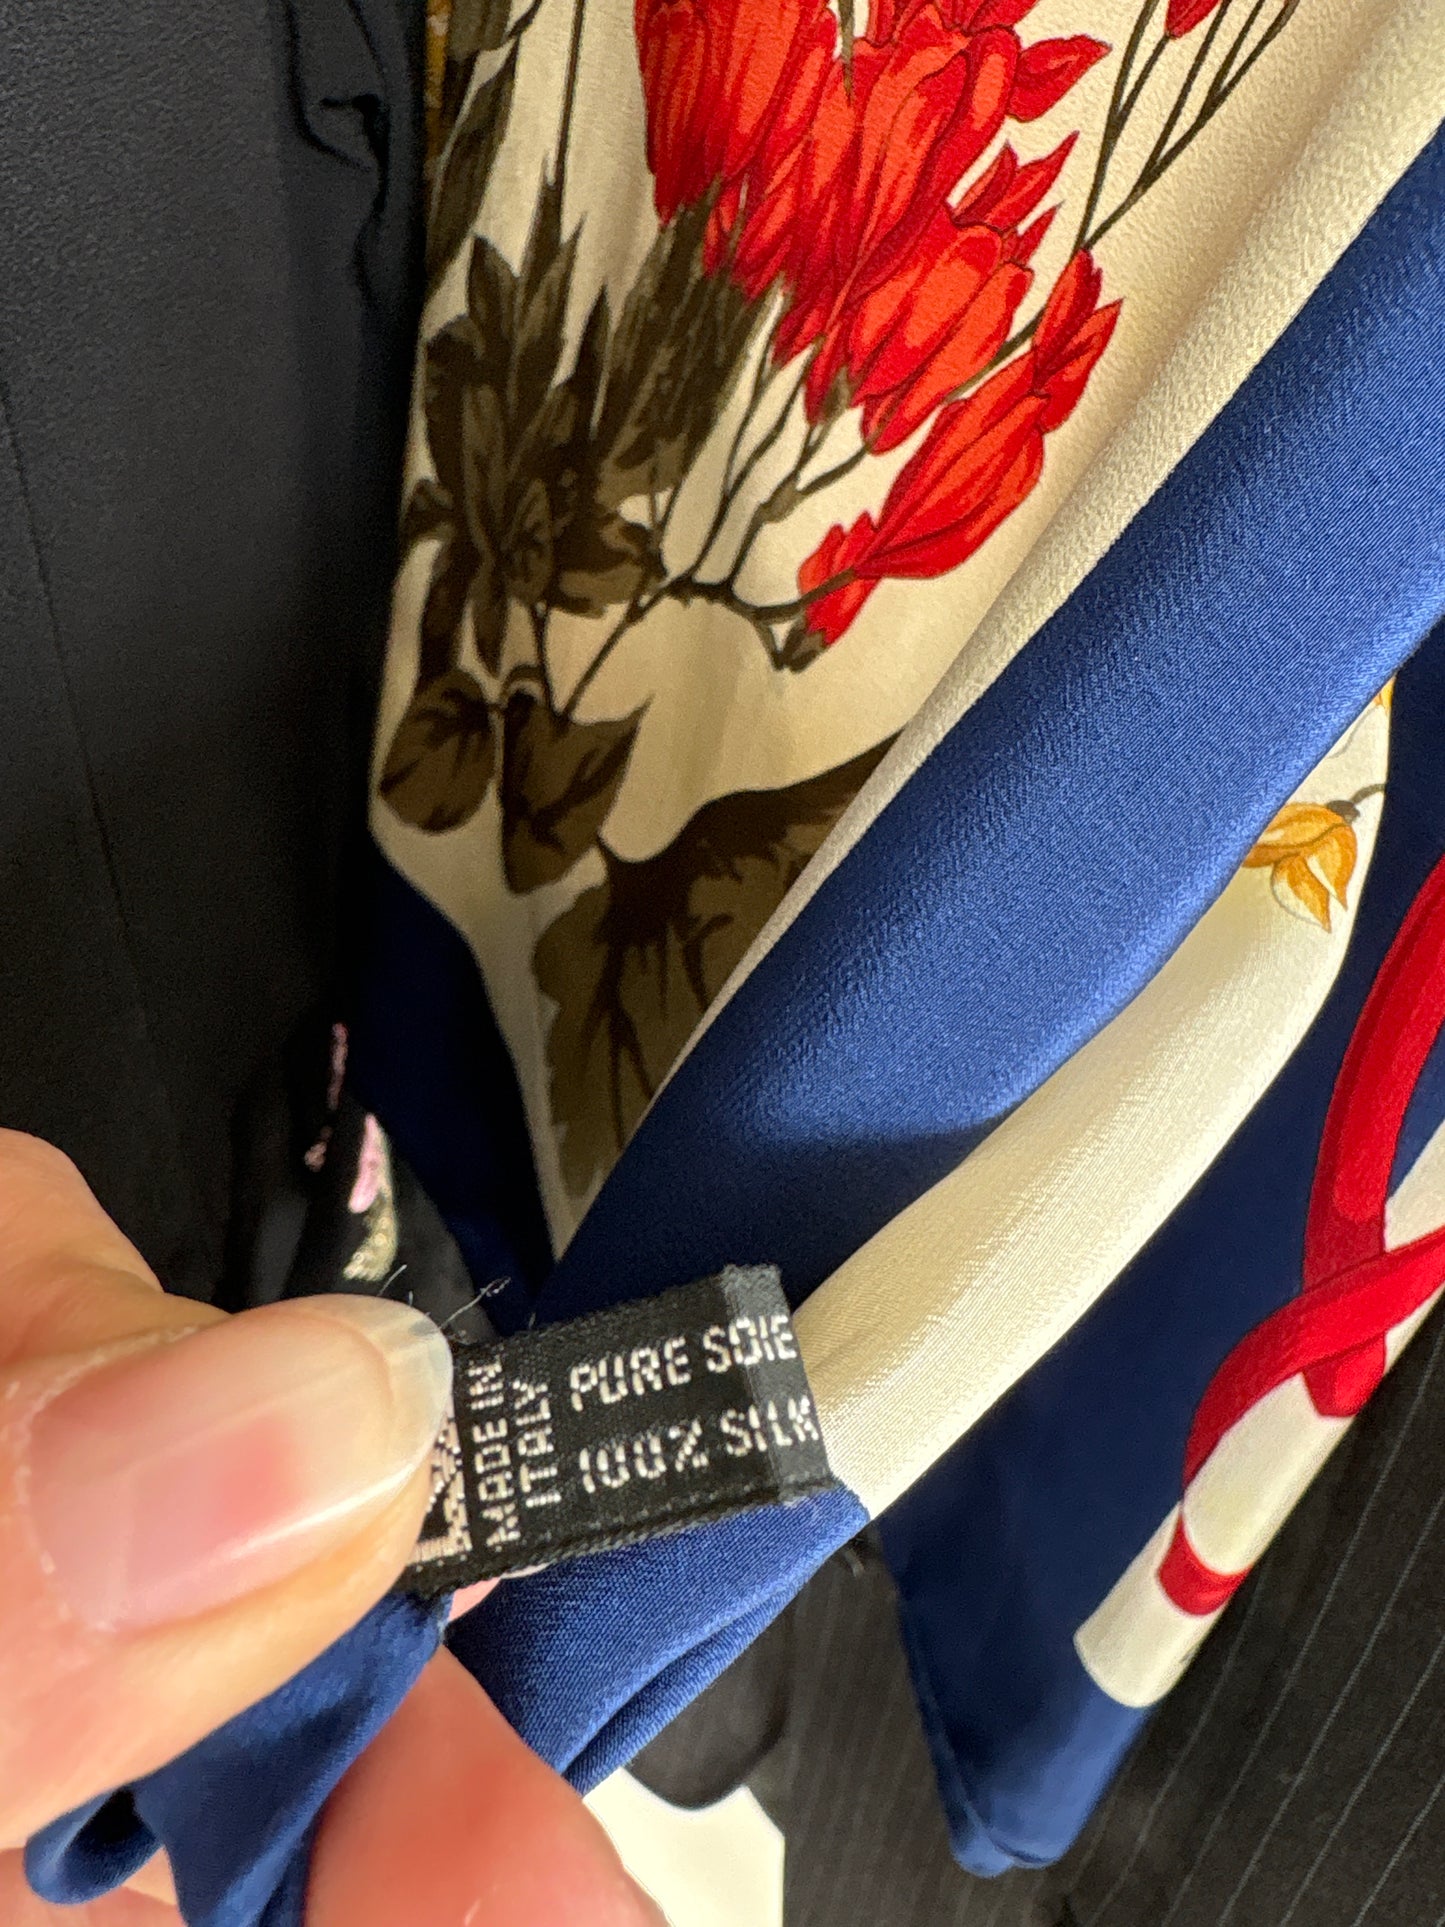 MADE IN
ITALY
PURE SOIE
100% SILK